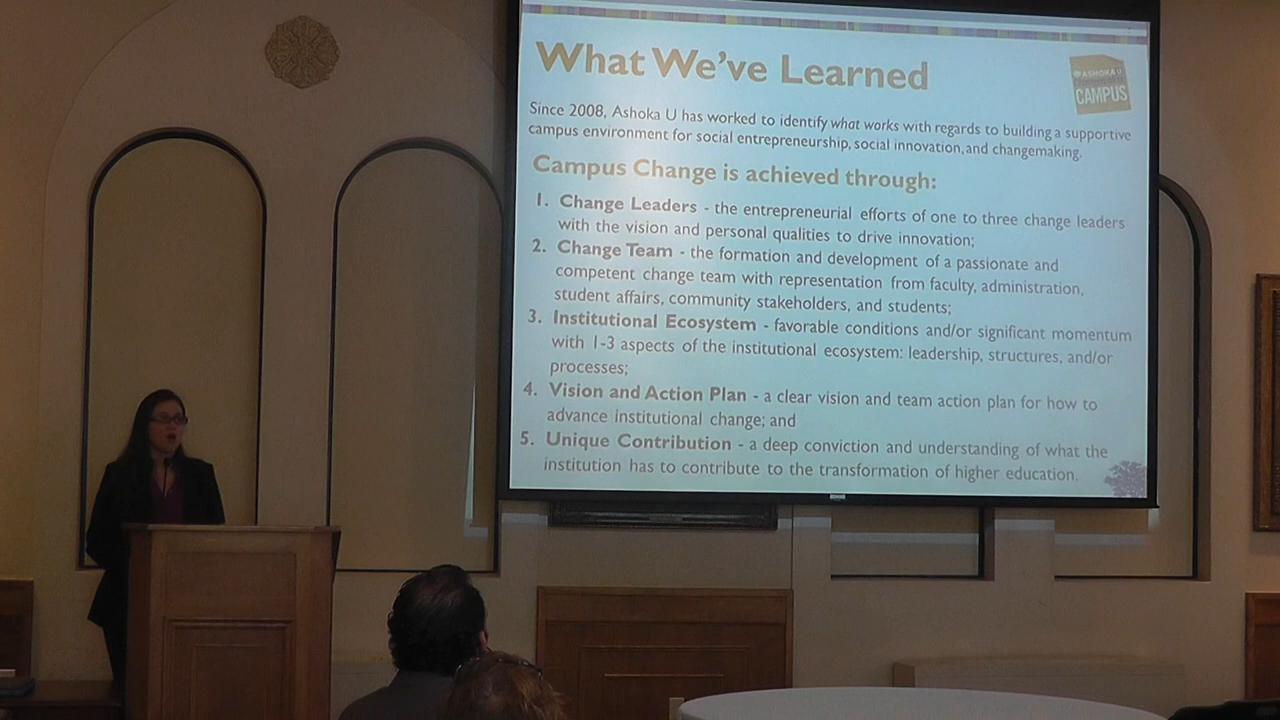 What We've Learned
ASHOKA U
CAMPUS
Since 2008, Ashoka U has worked to identify what works with regards to building a supportive
campus environment for social entrepreneurship, social innovation, and changemaking.
Campus Change is achieved through:
1. Change Leaders - the entrepreneurial efforts of one to three change leaders
with the vision and personal qualities to drive innovation;
2. Change Team - the formation and development of a passionate and
competent change team with representation from faculty, administration,
student affairs, community stakeholders, and students;
3. Institutional Ecosystem - favorable conditions and/or significant momentum
with 1-3 aspects of the institutional ecosystem: leadership, structures, and/or
processes;
4. Vision and Action Plan - a clear vision and team action plan for how to
advance institutional change; and
5. Unique Contribution - a deep conviction and understanding of what the
institution has to contribute to the transformation of higher education.